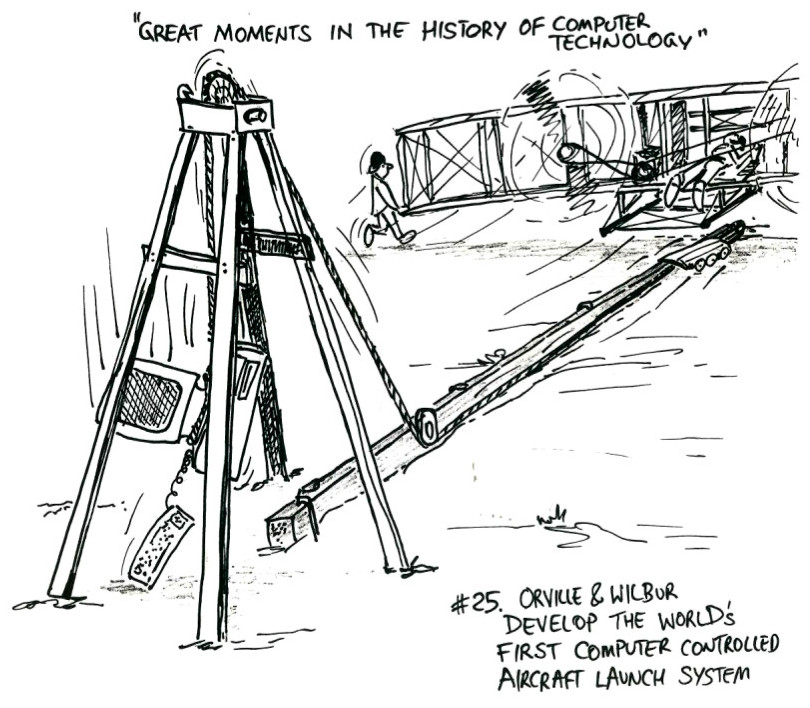 "GREAT MOMENTS IN THE HISTORY OF COMPUTER
TECHNOLOGY"
#25. ORVILLE & WILBUR
DEVELOP THE WORLD'S
FIRST COMPUTER CONTROLLED
AIRCRAFT LAUNCH SYSTEM